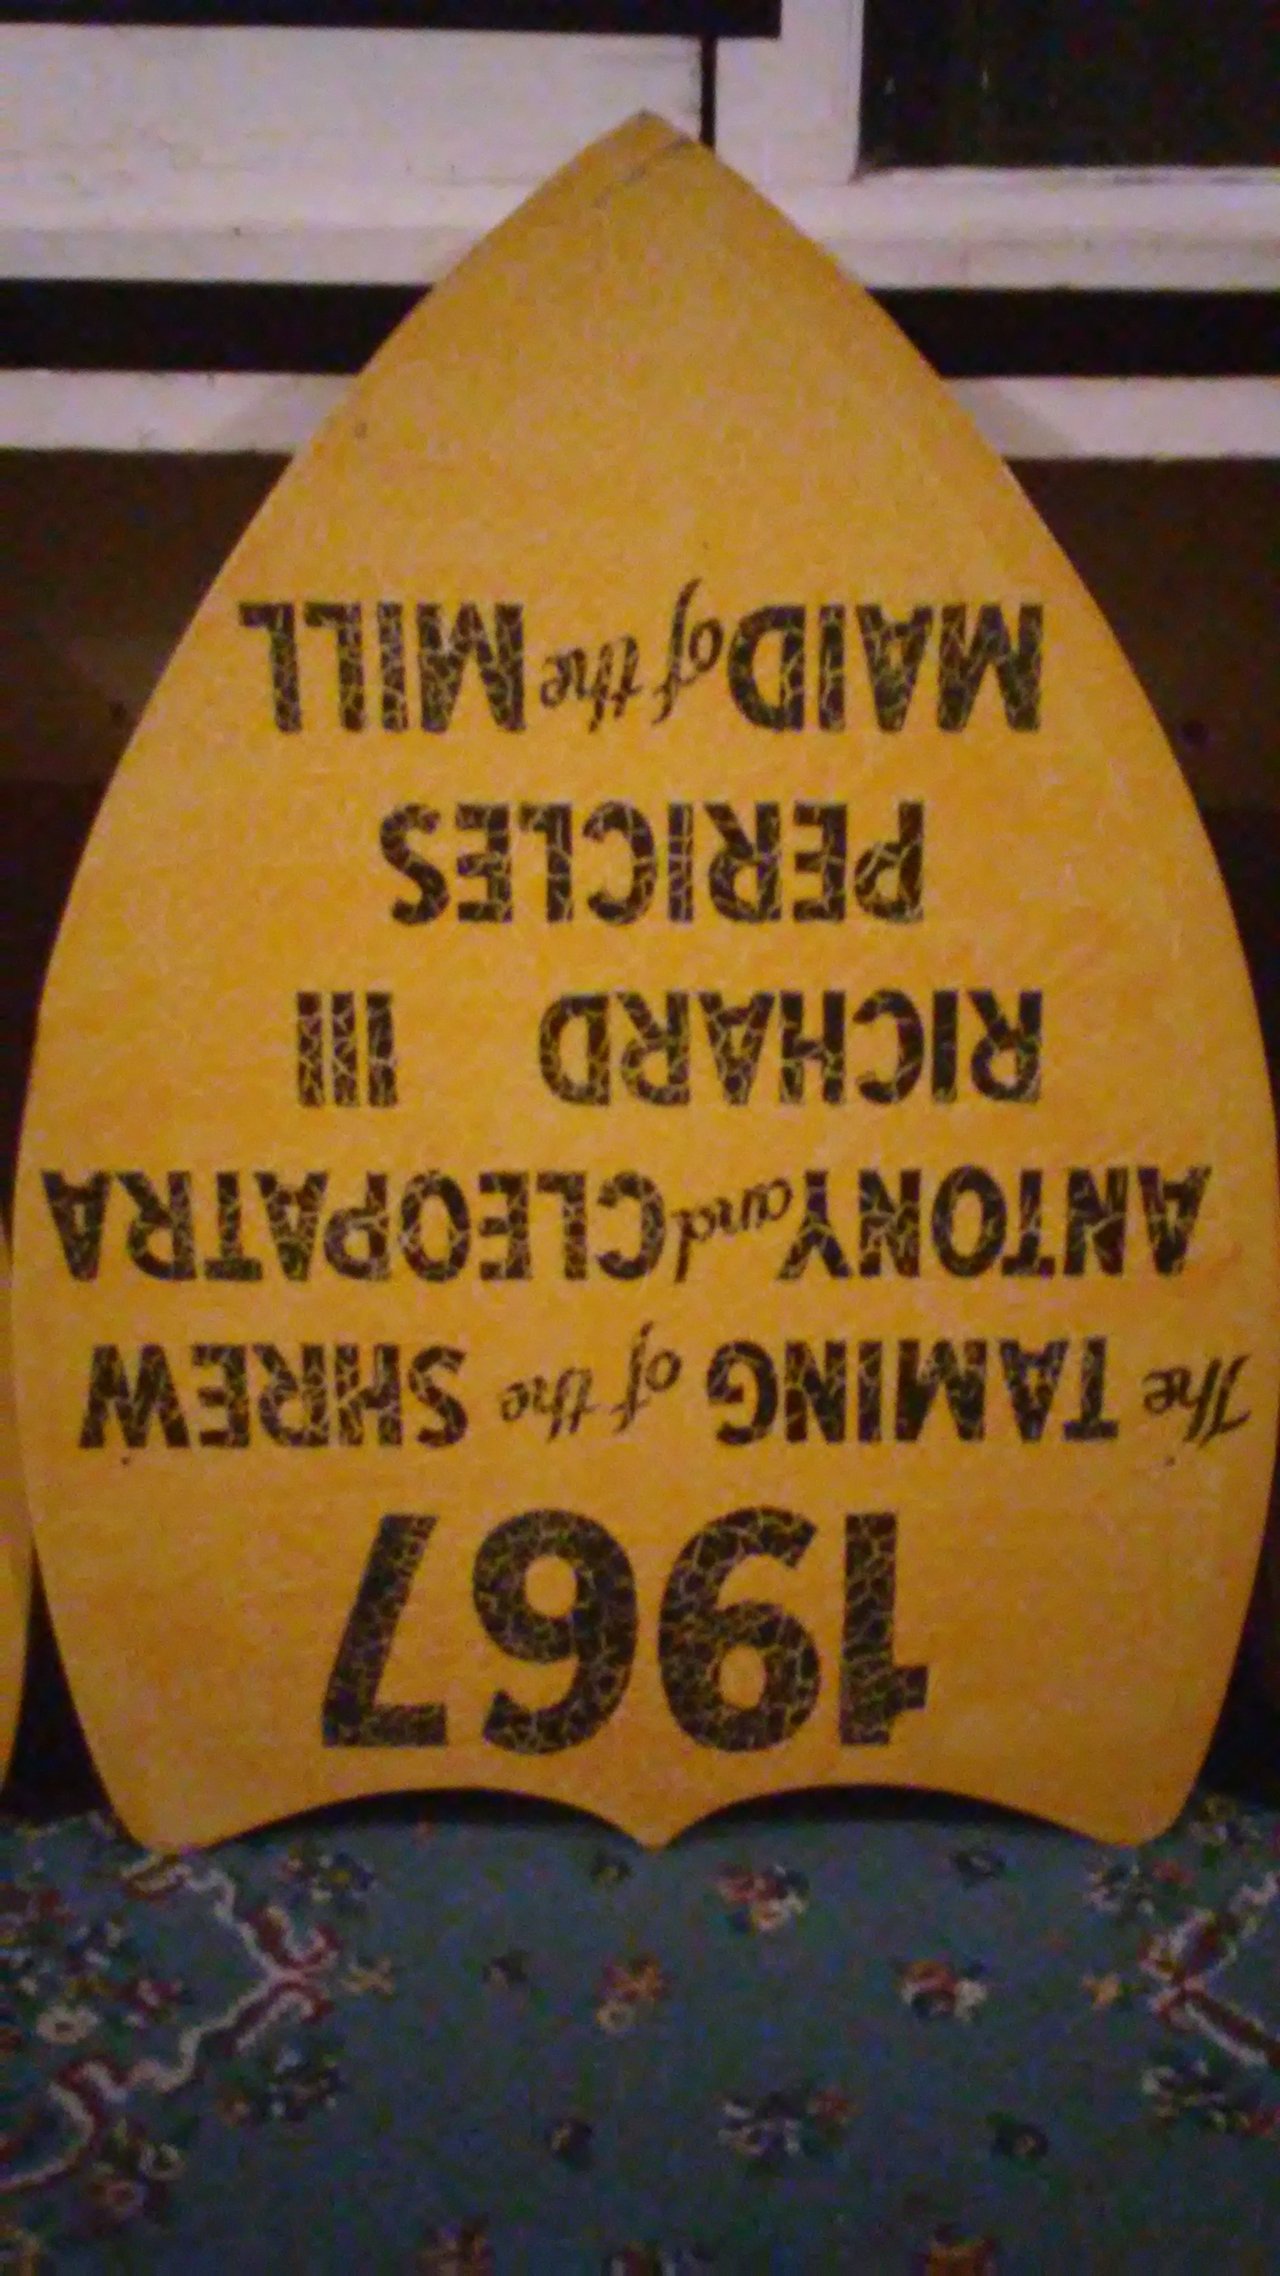 1967
The TAMING of the SHREW
ANTONY and CLEOPATRA
RICHARD III
PERICLES
MAID of the MILL